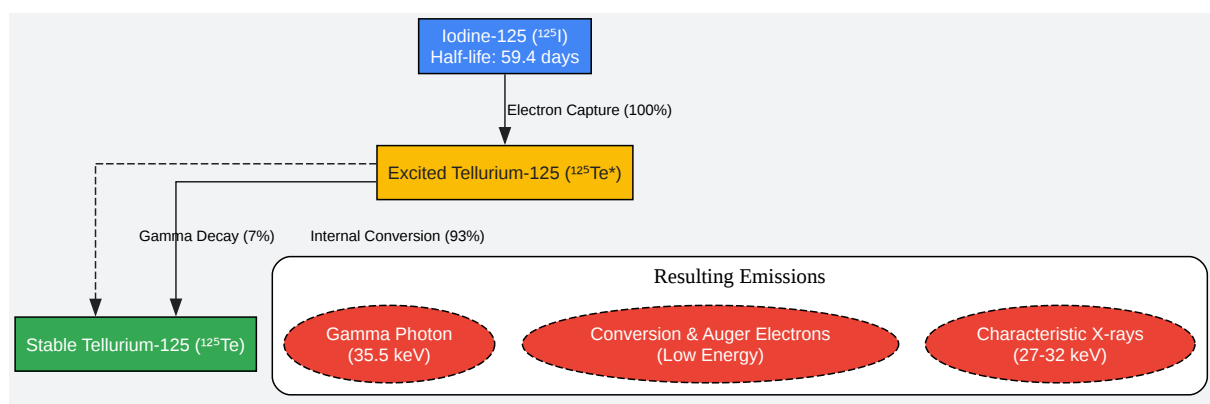 Iodine-125 (¹²⁵I)
Half-life: 59.4 days
Electron Capture (100%)
Excited Tellurium-125 (¹²⁵Te*)
Gamma Decay (7%)
Internal Conversion (93%)
Resulting Emissions
Stable Tellurium-125 (¹²⁵Te)
Gamma Photon
(35.5 keV)
Conversion & Auger Electrons
(Low Energy)
Characteristic X-rays
(27-32 keV)